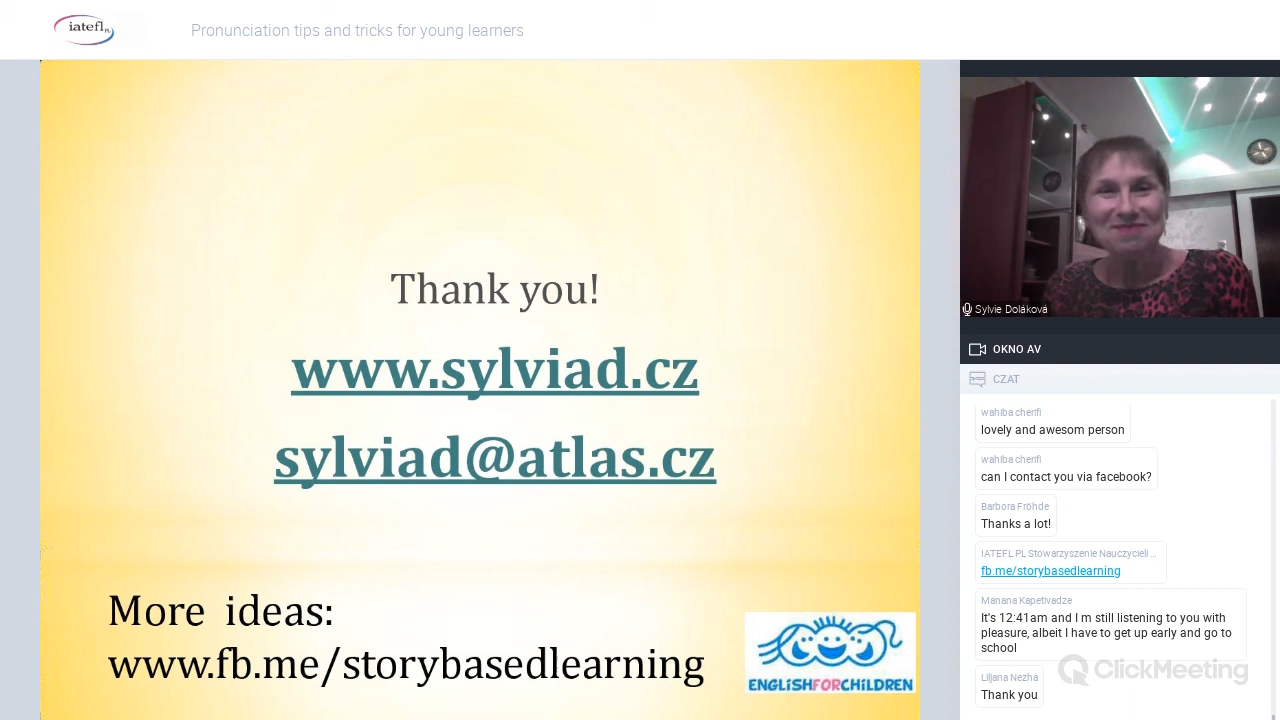 iatefl PL
Pronunciation tips and tricks for young learners
Thank you!
www.sylviad.cz
sylviad@atlas.cz
More ideas:
www.fb.me/storybasedlearning
ENGLISHFORCHILDREN
Sylvie Doláková
OKNO AV
CZAT
wahiba cherifi
lovely and awesom person
wahiba cherifi
can I contact you via facebook?
Barbora Fröhde
Thanks a lot!
IATEFL PL Stowarzyszenie Nauczycieli ...
fb.me/storybasedlearning
Manana Kapetivadze
It's 12:41am and I m still listening to you with
pleasure, albeit I have to get up early and go to
school
Liljana Nezha
Thank you
ClickMeeting